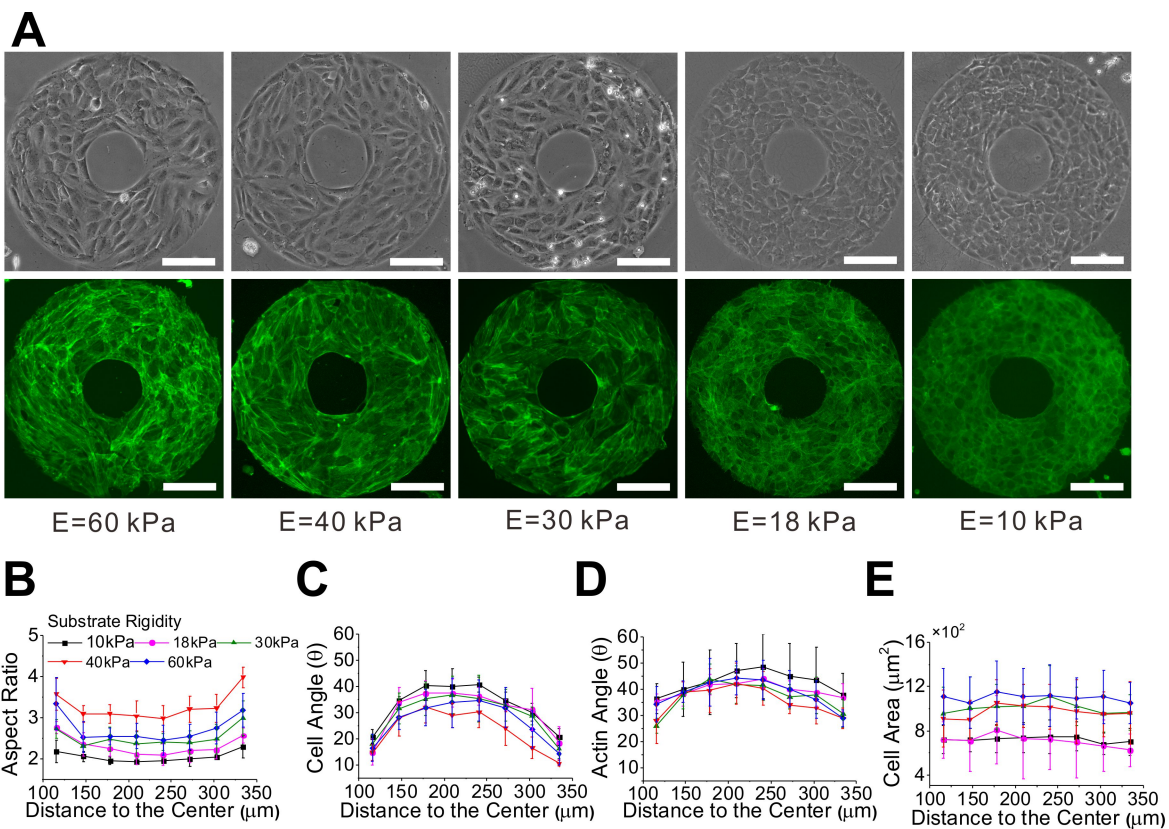 A
E=60 kPa
E=40 kPa
E=30 kPa
E=18 kPa
E=10 kPa
B
Substrate Rigidity
10kPa 18kPa 30kPa
40kPa 60kPa
5
4
3
2
Aspect Ratio
100 150 200 250 300 350
Distance to the Center (μm)
C
60
50
40
30
20
10
Cell Angle (θ)
100 150 200 250 300 350
Distance to the Center (μm)
D
60
50
40
30
20
10
Actin Angle (θ)
100 150 200 250 300 350
Distance to the Center (μm)
E
×10²
16
12
8
4
Cell Area (μm²)
100 150 200 250 300 350
Distance to the Center (μm)